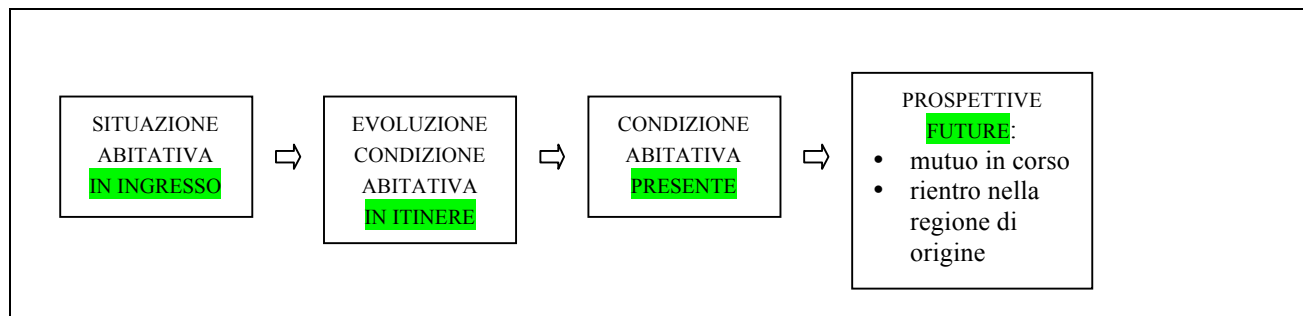 SITUAZIONE
ABITATIVA
IN INGRESSO
EVOLUZIONE
CONDIZIONE
ABITATIVA
IN ITINERE
CONDIZIONE
ABITATIVA
PRESENTE
PROSPETTIVE
FUTURE:
• mutuo in corso
• rientro nella
regione di
origine